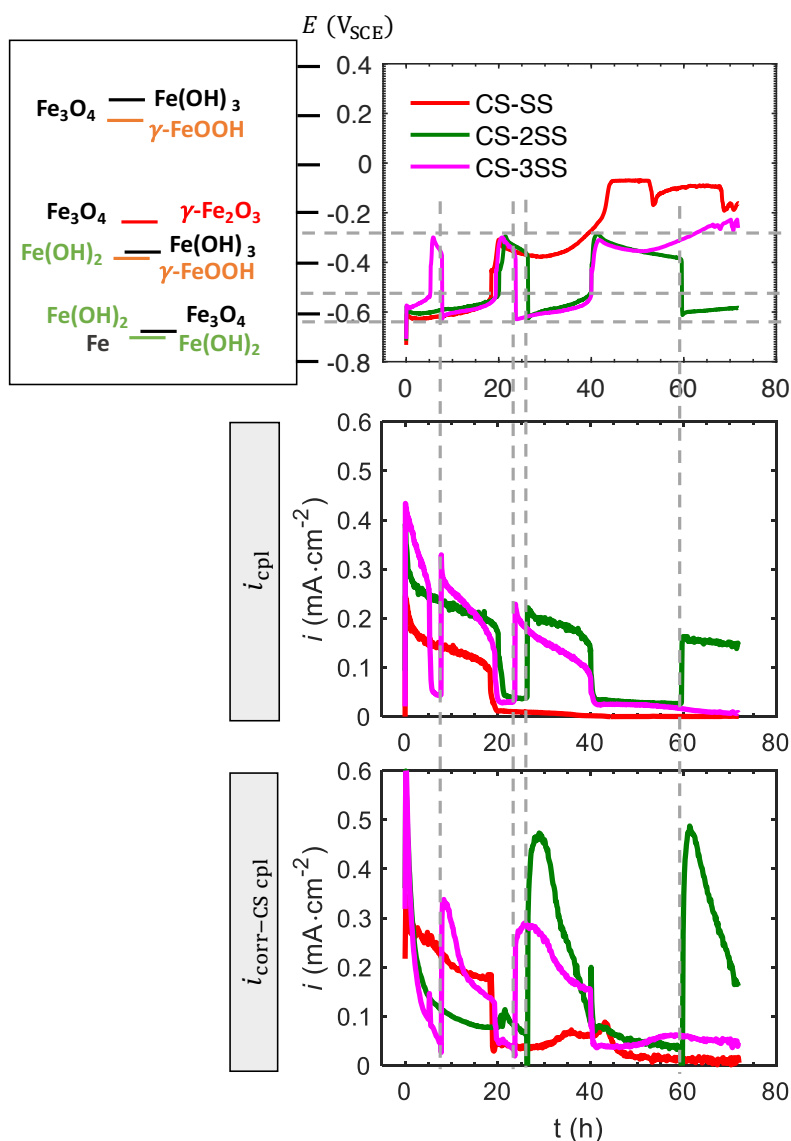 E (V_SCE)
0.4
0.2
0
-0.2
-0.4
-0.6
-0.8
0 20 40 60 80
CS-SS
CS-2SS
CS-3SS
Fe₃O₄ Fe(OH)₃
γ-FeOOH
Fe₃O₄ γ-Fe₂O₃
Fe(OH)₂ Fe(OH)₃
γ-FeOOH
Fe(OH)₂ Fe₃O₄
Fe Fe(OH)₂
i_cpl
i (mA·cm⁻²)
0.6
0.5
0.4
0.3
0.2
0.1
0
0 20 40 60 80
i_corr−CS cpl
i (mA·cm⁻²)
0.6
0.5
0.4
0.3
0.2
0.1
0
0 20 40 60 80
t (h)